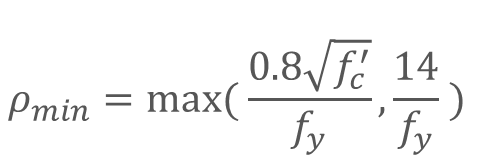 ρ_min = max( 0.8√f′_c / f_y , 14 / f_y )